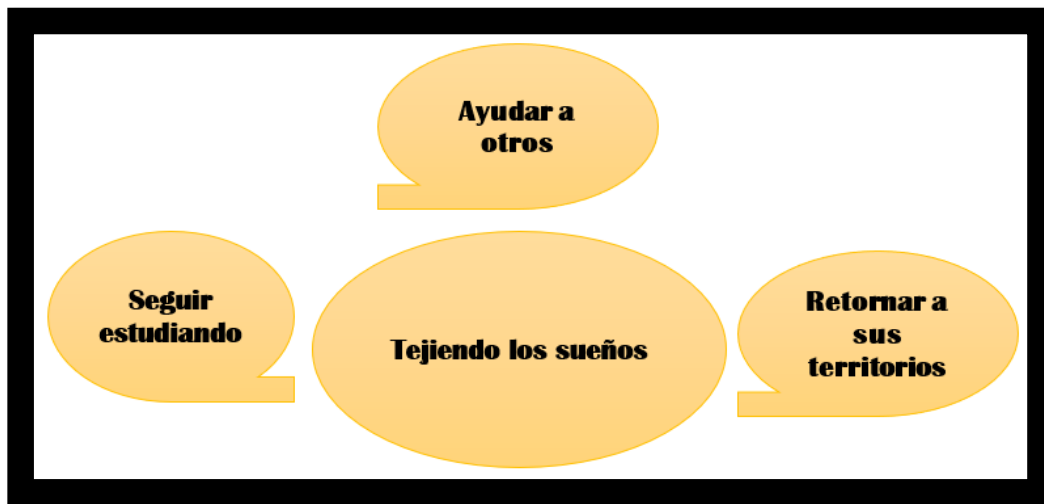 Ayudar a
otros
Seguir
estudiando
Tejiendo los sueños
Retornar a
sus
territorios